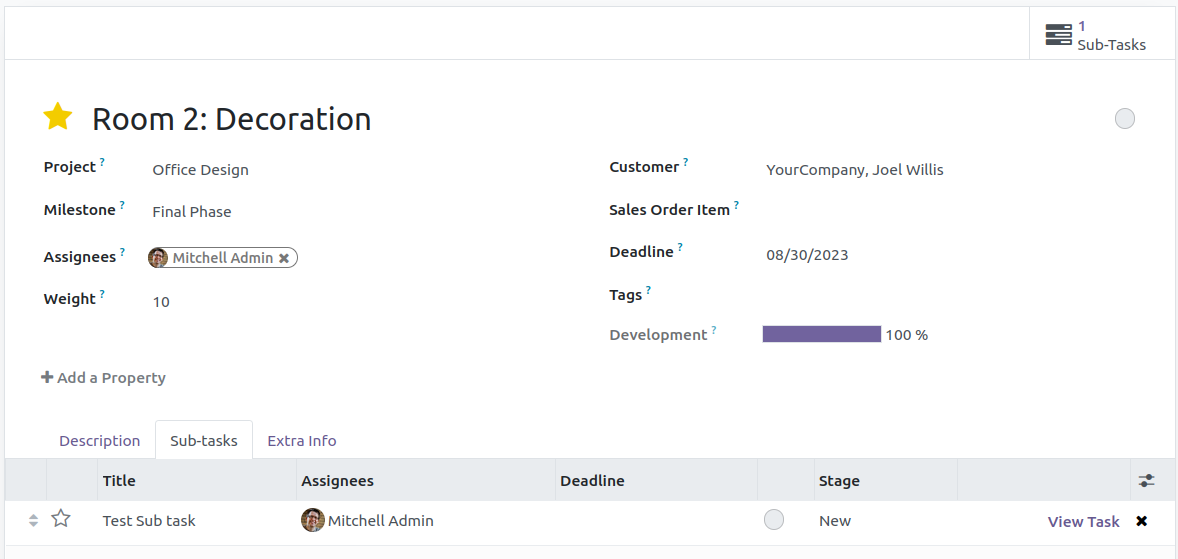 1
Sub-Tasks
Room 2: Decoration
Project ? Office Design
Customer ? YourCompany, Joel Willis
Milestone ? Final Phase
Sales Order Item ?
Assignees ? Mitchell Admin ✖
Deadline ? 08/30/2023
Weight ? 10
Tags ?
Development ? 100 %
+ Add a Property
Description Sub-tasks Extra Info
Title Assignees Deadline Stage
Test Sub task Mitchell Admin New View Task ✖